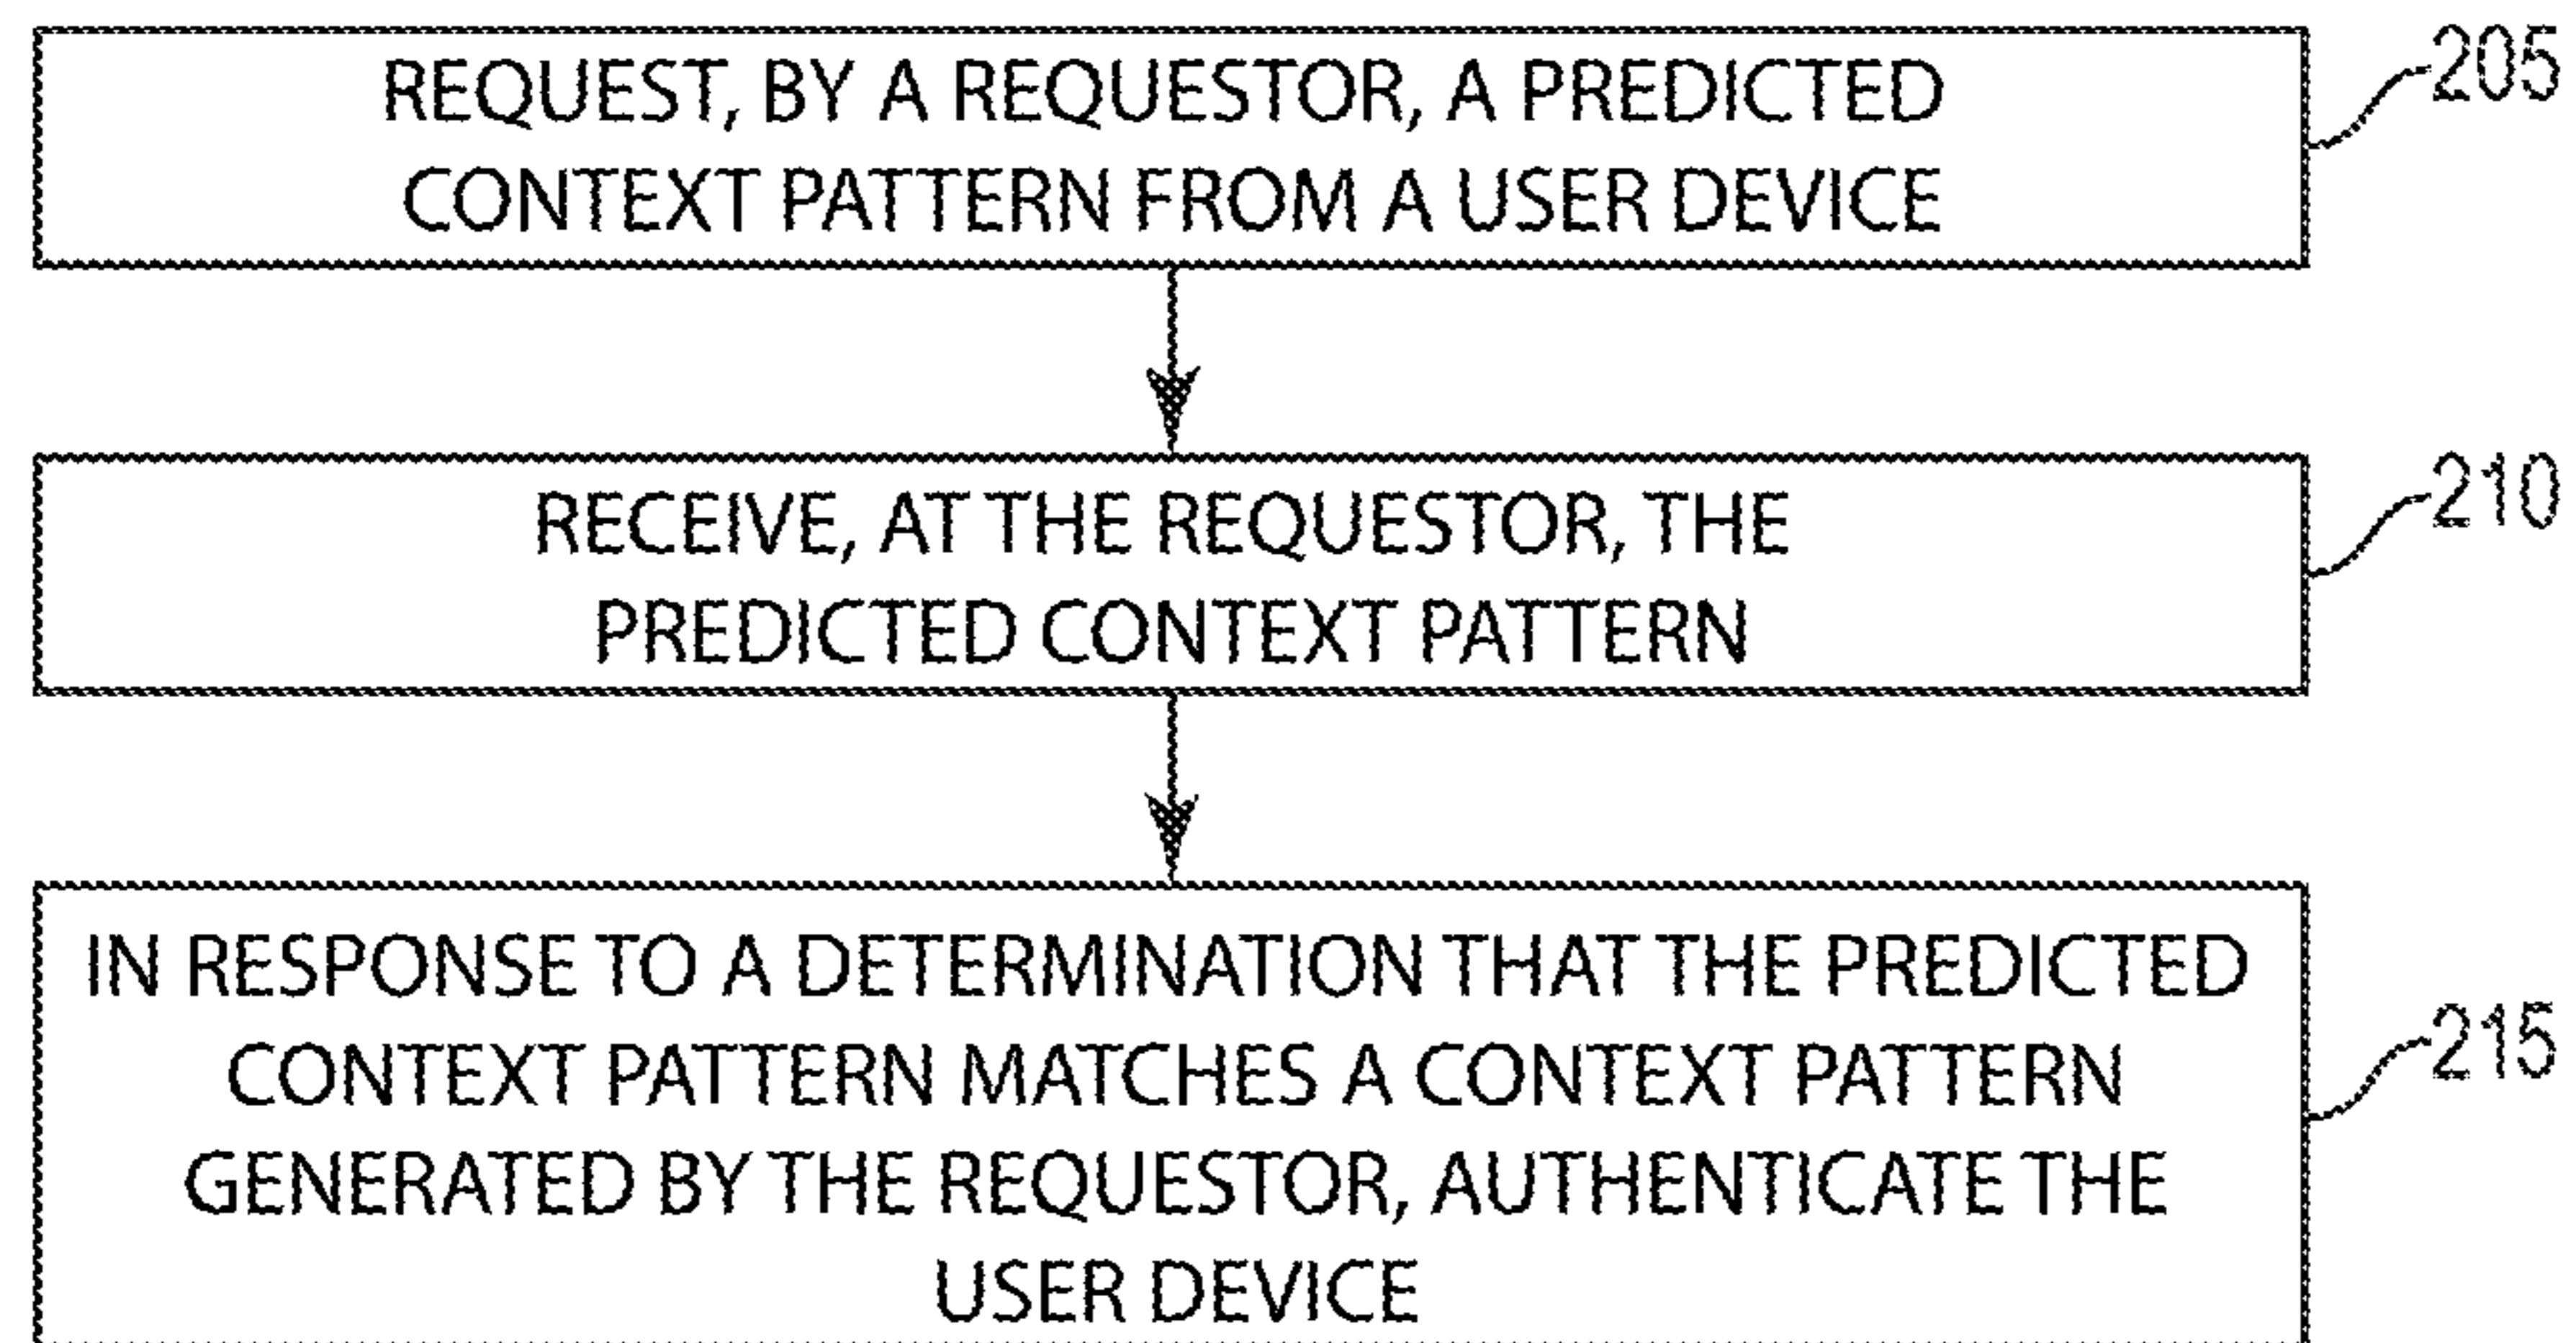 REQUEST, BY A REQUESTOR, A PREDICTED
CONTEXT PATTERN FROM A USER DEVICE
205
RECEIVE, AT THE REQUESTOR, THE
PREDICTED CONTEXT PATTERN
210
IN RESPONSE TO A DETERMINATION THAT THE PREDICTED
CONTEXT PATTERN MATCHES A CONTEXT PATTERN
GENERATED BY THE REQUESTOR, AUTHENTICATE THE
USER DEVICE
215